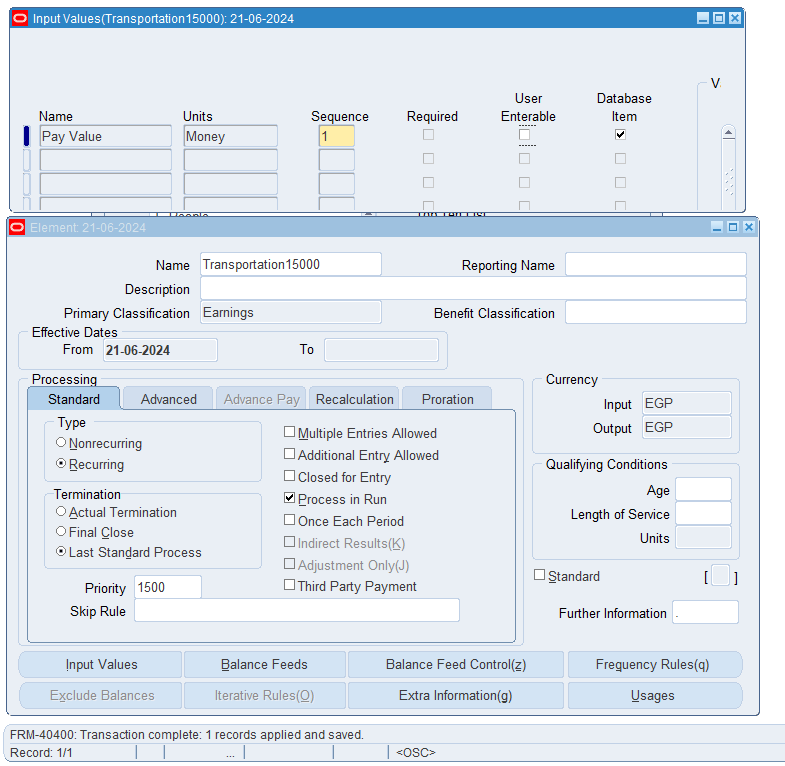 Input Values(Transportation15000): 21-06-2024
V
User Database
Name Units Sequence Required Enterable Item
Pay Value Money 1
People
Top Ten List
Element: 21-06-2024
Name Transportation15000 Reporting Name
Description
Primary Classification Earnings Benefit Classification
Effective Dates
From 21-06-2024 To
Processing
Standard Advanced Advance Pay Recalculation Proration
Type
Nonrecurring
Recurring
Termination
Actual Termination
Final Close
Last Standard Process
Multiple Entries Allowed
Additional Entry Allowed
Closed for Entry
Process in Run
Once Each Period
Indirect Results(K)
Adjustment Only(J)
Third Party Payment
Priority 1500
Skip Rule
Currency
Input EGP
Output EGP
Qualifying Conditions
Age
Length of Service
Units
Standard [ ]
Further Information .
Input Values Balance Feeds Balance Feed Control(z) Frequency Rules(q)
Exclude Balances Iterative Rules(O) Extra Information(g) Usages
FRM-40400: Transaction complete: 1 records applied and saved.
Record: 1/1 ... <OSC>